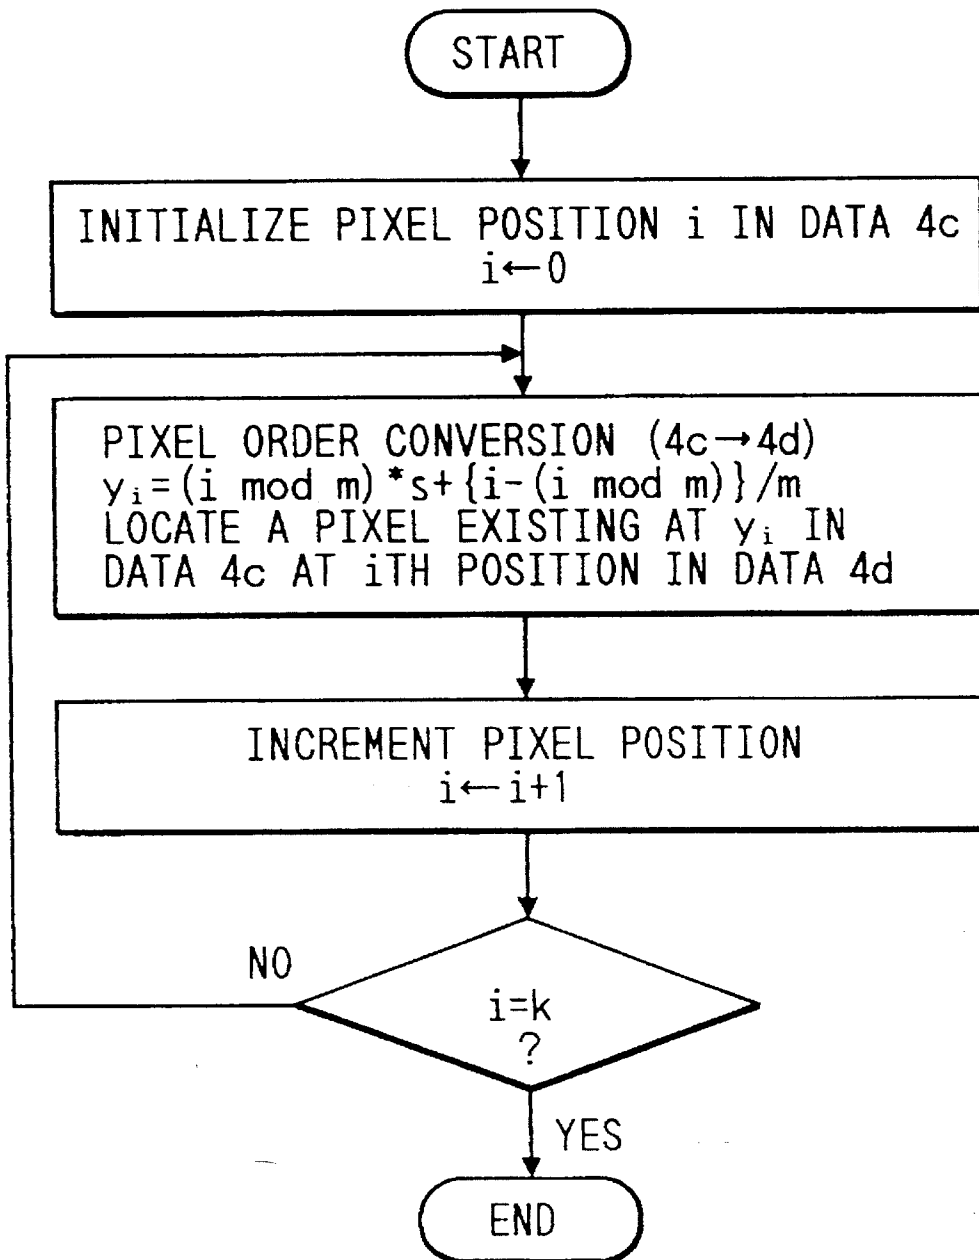 START
INITIALIZE PIXEL POSITION i IN DATA 4c
i←0
PIXEL ORDER CONVERSION (4c→4d)
yᵢ=(i mod m)*s+{i-(i mod m)}/m
LOCATE A PIXEL EXISTING AT yᵢ IN
DATA 4c AT iTH POSITION IN DATA 4d
INCREMENT PIXEL POSITION
i←i+1
NO
i=k
?
YES
END